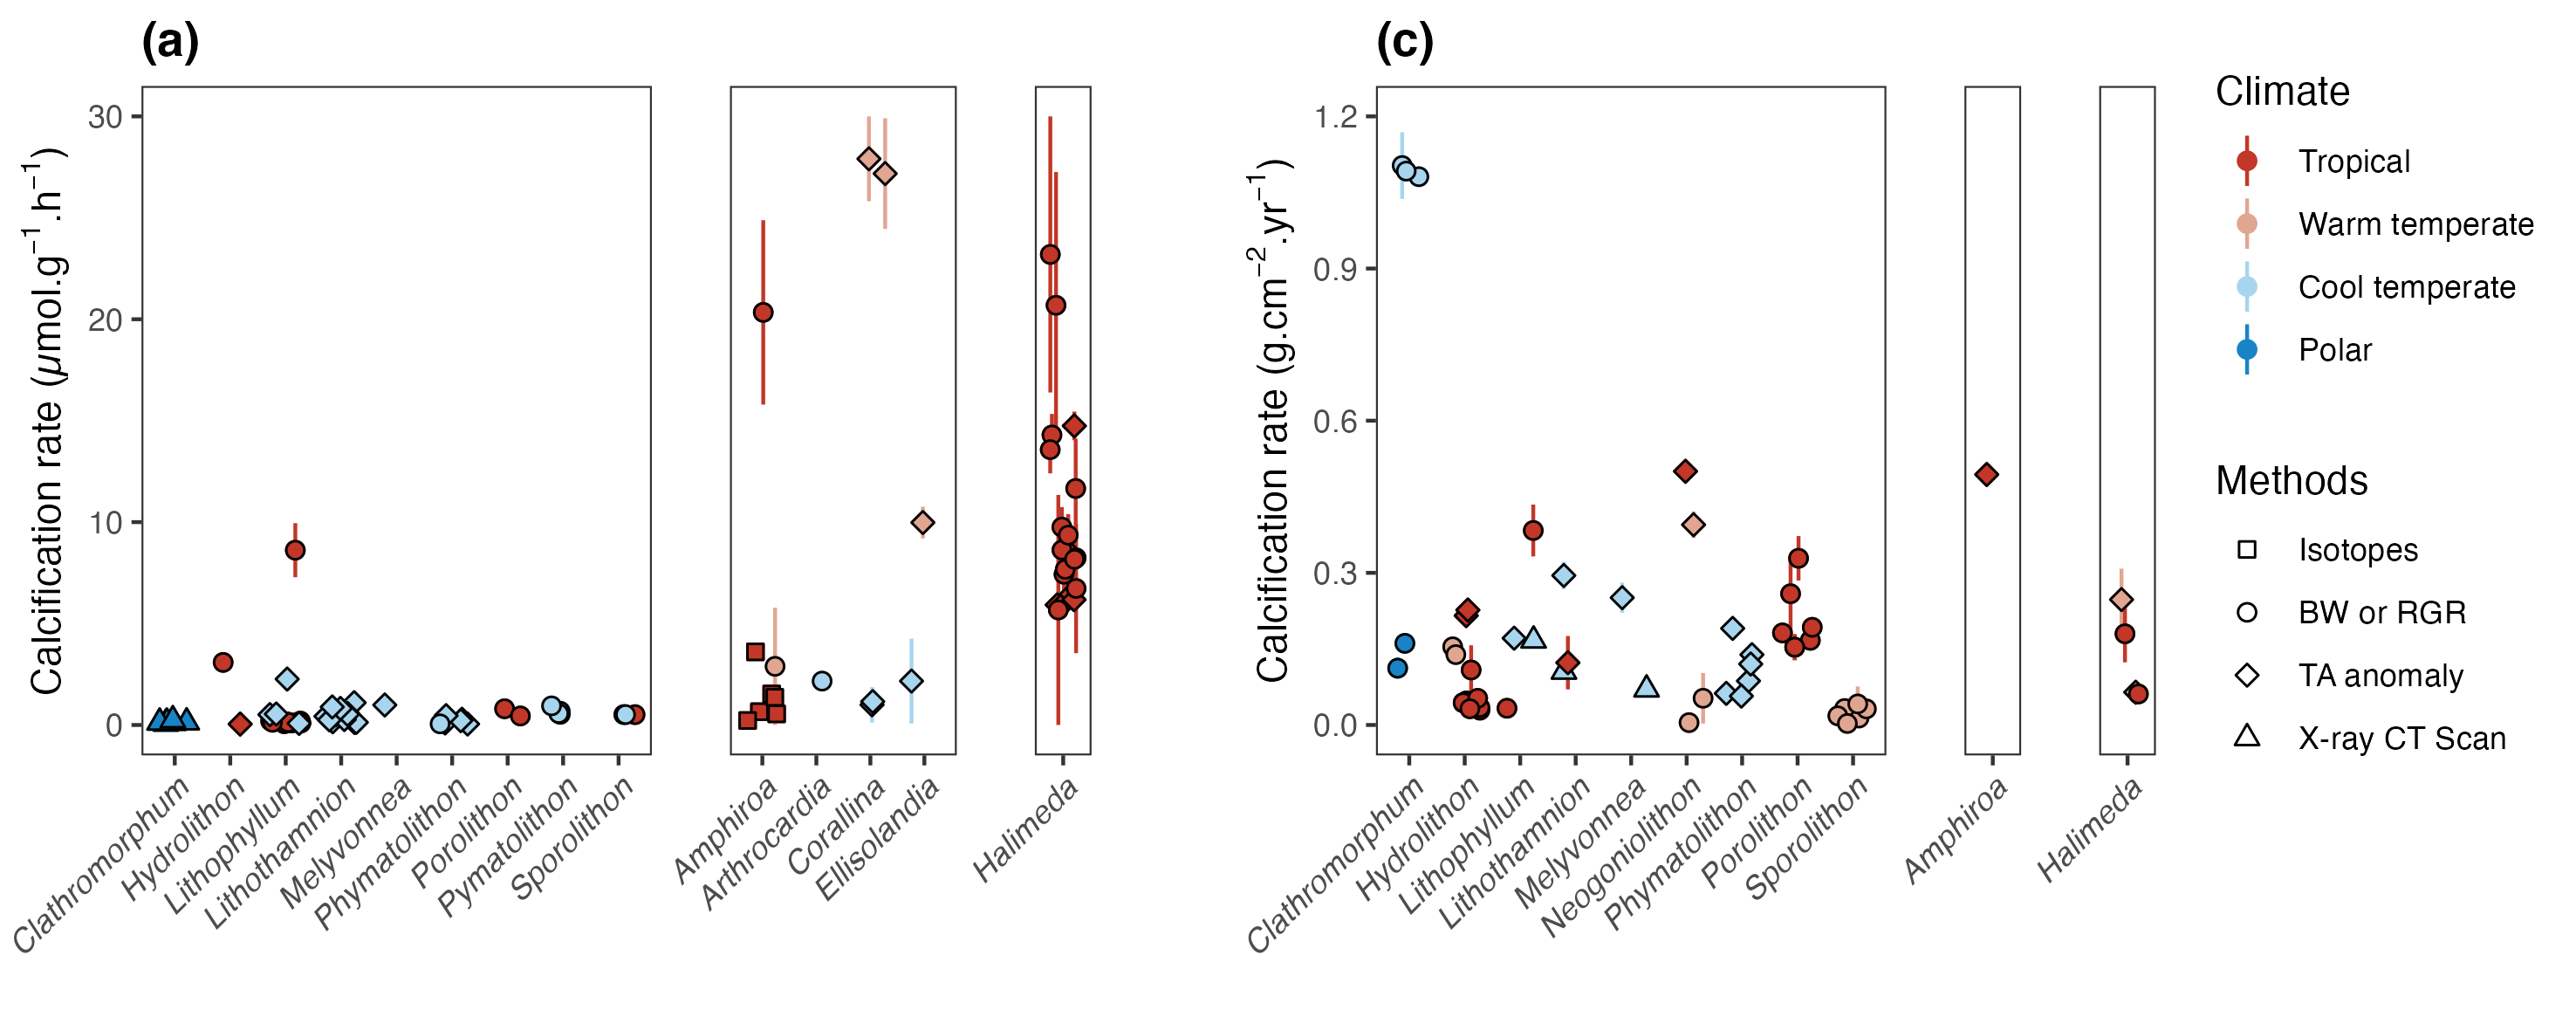 (a)
Calcification rate (µmol.g⁻¹.h⁻¹)
30
20
10
0
Clathromorphum
Hydrolithon
Lithophyllum
Lithothamnion
Melyvonnea
Phymatolithon
Porolithon
Pymatolithon
Sporolithon
Amphiroa
Arthrocardia
Corallina
Ellisolandia
Halimeda
(c)
Calcification rate (g.cm⁻².yr⁻¹)
1.2
0.9
0.6
0.3
0.0
Clathromorphum
Hydrolithon
Lithophyllum
Lithothamnion
Melyvonnea
Neogoniolithon
Phymatolithon
Porolithon
Sporolithon
Amphiroa
Halimeda
Climate
Tropical
Warm temperate
Cool temperate
Polar
Methods
Isotopes
BW or RGR
TA anomaly
X-ray CT Scan